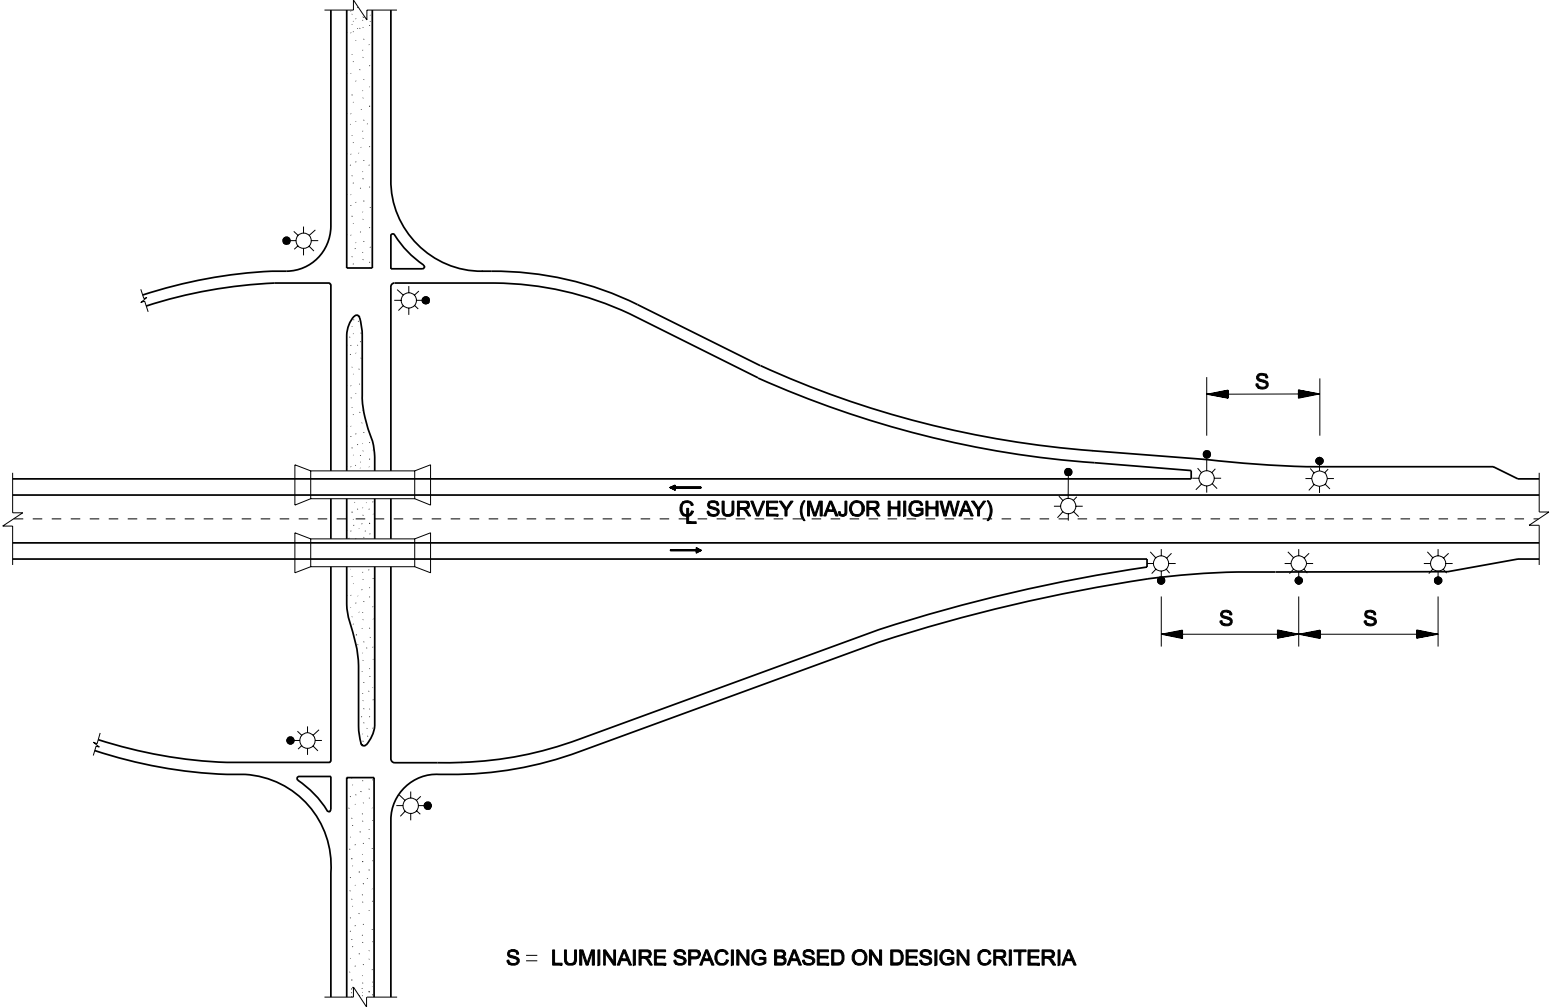 S
℄ SURVEY (MAJOR HIGHWAY)
S S
S = LUMINAIRE SPACING BASED ON DESIGN CRITERIA